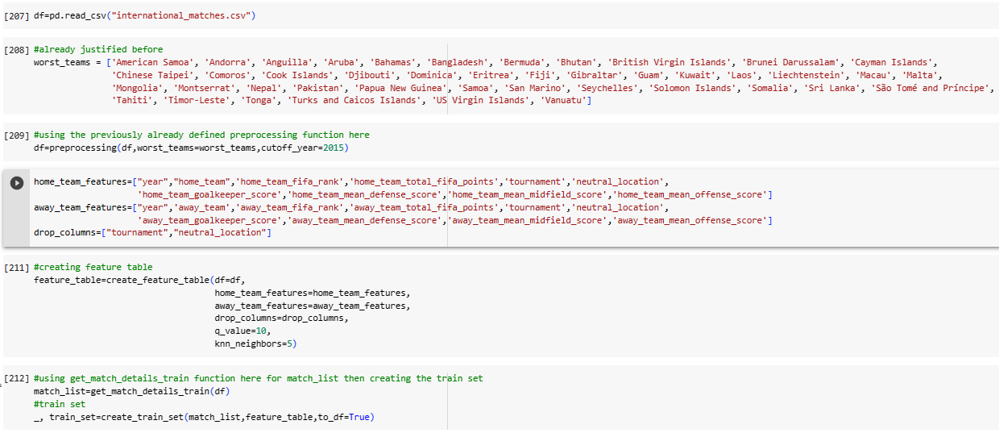 [207] df=pd.read_csv("international_matches.csv")
[208] #already justified before
worst_teams = ['American Samoa', 'Andorra', 'Anguilla', 'Aruba', 'Bahamas', 'Bangladesh', 'Bermuda', 'Bhutan', 'British Virgin Islands', 'Brunei Darussalam', 'Cayman Islands',
'Chinese Taipei', 'Comoros', 'Cook Islands', 'Djibouti', 'Dominica', 'Eritrea', 'Fiji', 'Gibraltar', 'Guam', 'Kuwait', 'Laos', 'Liechtenstein', 'Macau', 'Malta',
'Mongolia', 'Montserrat', 'Nepal', 'Pakistan', 'Papua New Guinea', 'Samoa', 'San Marino', 'Seychelles', 'Solomon Islands', 'Somalia', 'Sri Lanka', 'São Tomé and Príncipe',
'Tahiti', 'Timor-Leste', 'Tonga', 'Turks and Caicos Islands', 'US Virgin Islands', 'Vanuatu']
[209] #using the previously already defined preprocessing function here
df=preprocessing(df,worst_teams=worst_teams,cutoff_year=2015)
home_team_features=["year","home_team",'home_team_fifa_rank','home_team_total_fifa_points','tournament','neutral_location',
'home_team_goalkeeper_score','home_team_mean_defense_score','home_team_mean_midfield_score','home_team_mean_offense_score']
away_team_features=["year",'away_team','away_team_fifa_rank','away_team_total_fifa_points','tournament','neutral_location',
'away_team_goalkeeper_score','away_team_mean_defense_score','away_team_mean_midfield_score','away_team_mean_offense_score']
drop_columns=["tournament","neutral_location"]
[211] #creating feature table
feature_table=create_feature_table(df=df,
home_team_features=home_team_features,
away_team_features=away_team_features,
drop_columns=drop_columns,
q_value=10,
knn_neighbors=5)
[212] #using get_match_details_train function here for match_list then creating the train set
match_list=get_match_details_train(df)
#train set
_, train_set=create_train_set(match_list,feature_table,to_df=True)